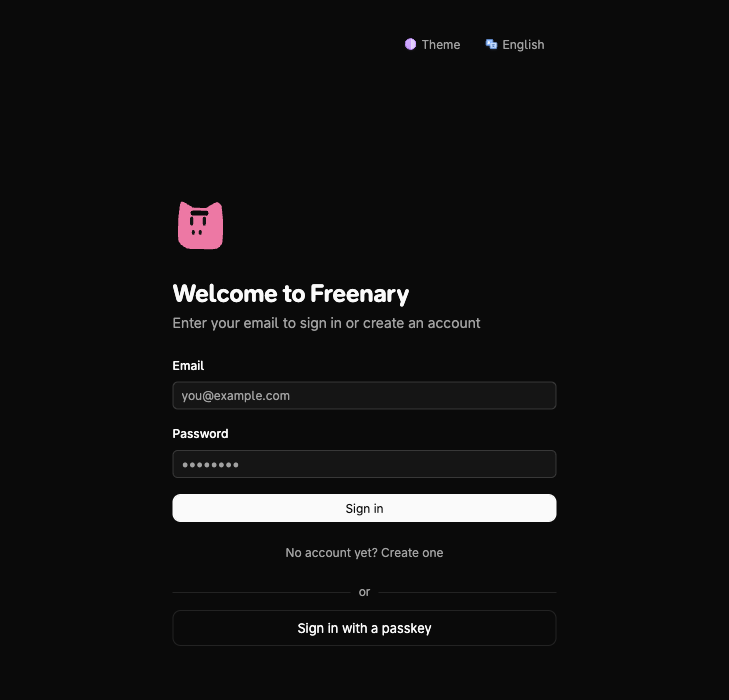 Theme English
Welcome to Freenary
Enter your email to sign in or create an account
Email
you@example.com
Password
••••••••
Sign in
No account yet? Create one
or
Sign in with a passkey